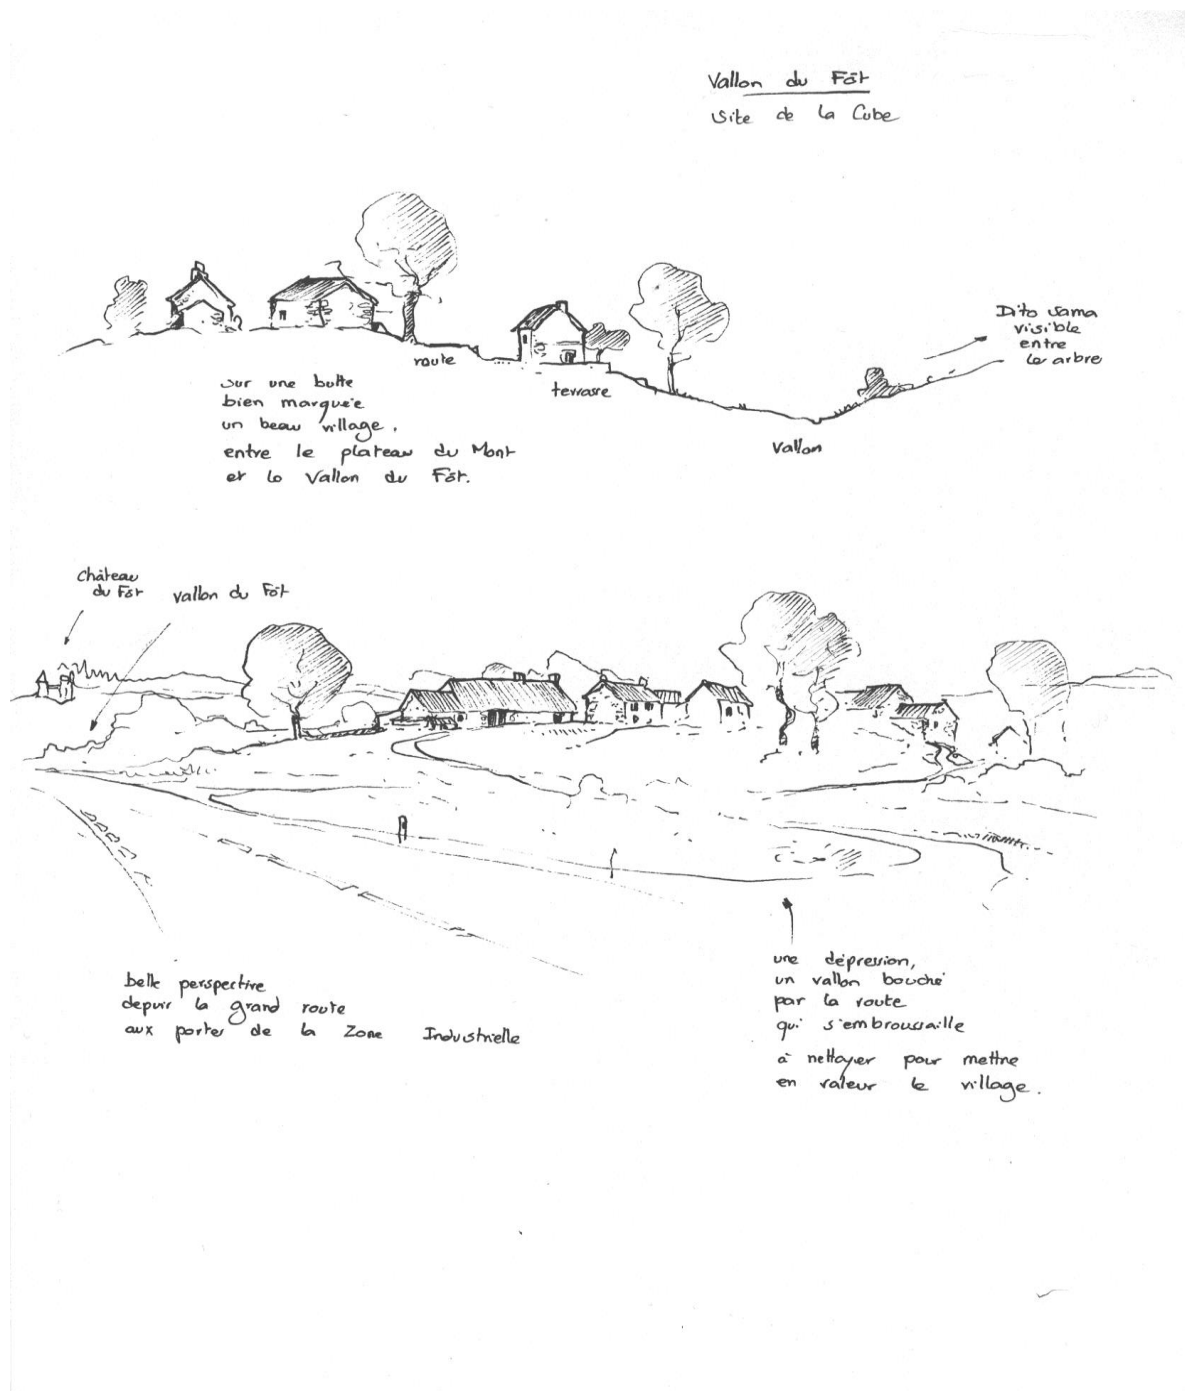 Vallon du Fôt
Site de la Cube
Dito Sama
visible
entre
les arbre
route
terrasse
Vallon
Sur une butte
bien marquée
un beau village,
entre le plateau du Mont
et le Vallon du Fôt.
Château
du Fôt
vallon du Fôt
belle perspective
depuis la grand route
aux portes de la Zone Industrielle
une dépression,
un vallon bouché
par la route
qui s'embroussaille
à nettoyer pour mettre
en valeur le village.